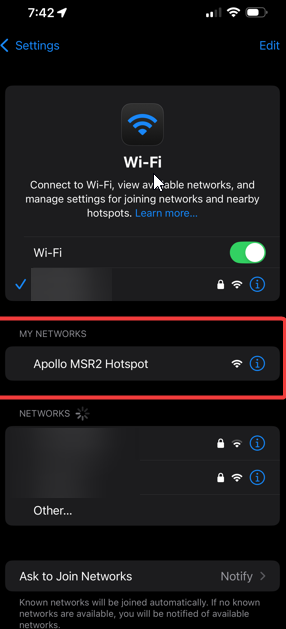 7:42
Settings
Edit
Wi-Fi
Connect to Wi-Fi, view available networks, and
manage settings for joining networks and nearby
hotspots. Learn more...
Wi-Fi
MY NETWORKS
Apollo MSR2 Hotspot
NETWORKS
Other...
Ask to Join Networks
Notify
Known networks will be joined automatically. If no known
networks are available, you will be notified of available
networks.